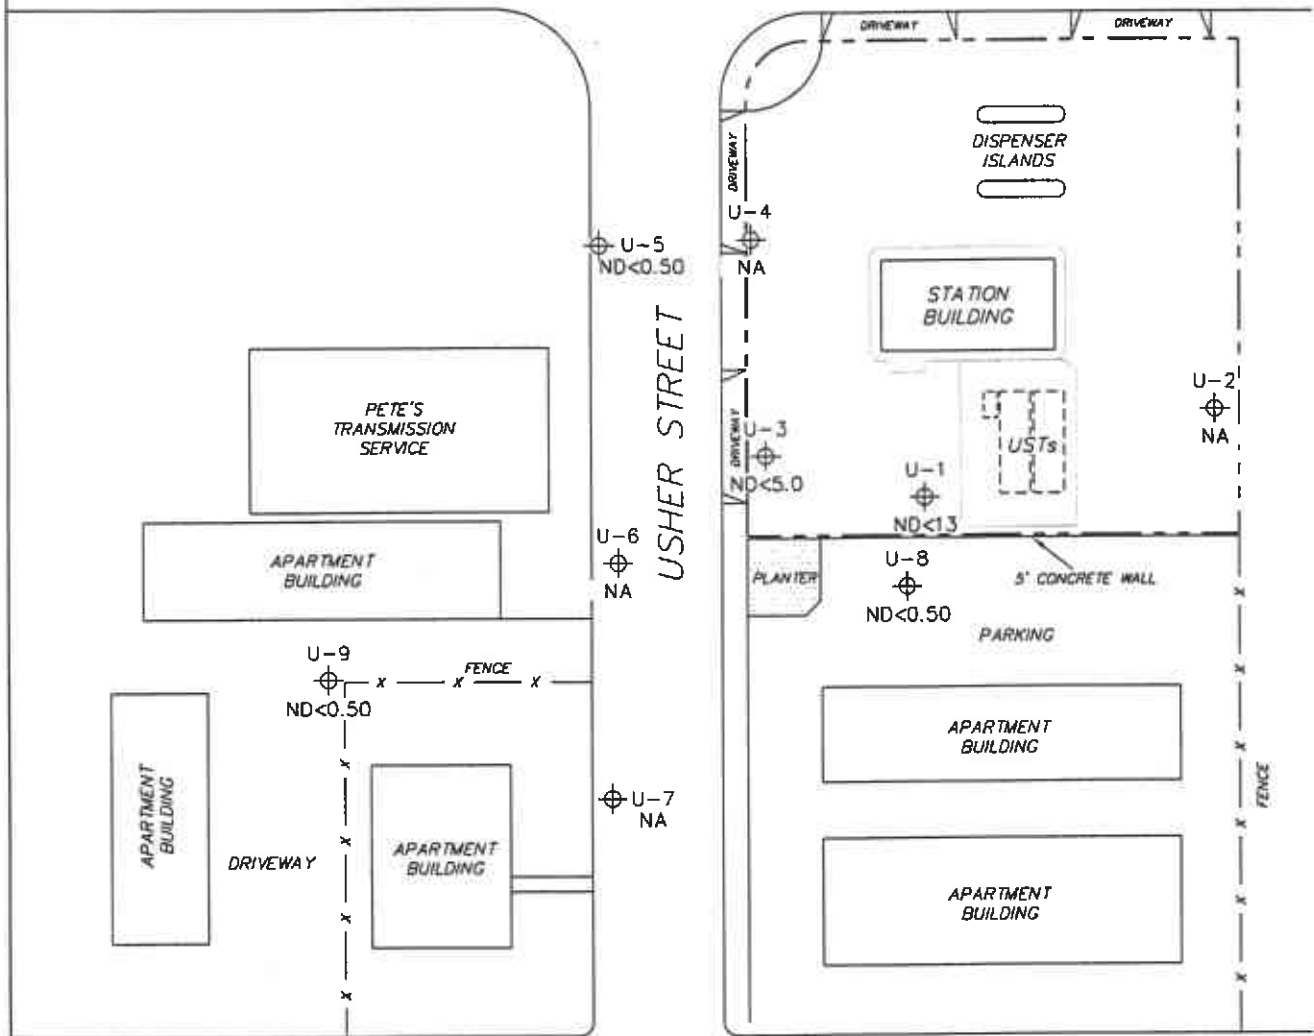 DRIVEWAY
DRIVEWAY
DISPENSER
ISLANDS
DRIVEWAY
U-4
NA
U-5
ND<0.50
STATION
BUILDING
USHER STREET
PETE'S
TRANSMISSION
SERVICE
U-2
NA
DRIVEWAY
U-3
ND<5.0
USTs
U-1
ND<13
U-6
NA
APARTMENT
BUILDING
PLANTER
U-8
ND<0.50
5' CONCRETE WALL
PARKING
U-9
ND<0.50
X X X
FENCE
APARTMENT
BUILDING
APARTMENT
BUILDING
U-7
NA
DRIVEWAY
APARTMENT
BUILDING
X
X
X
X
APARTMENT
BUILDING
X
X
X
X
X
X
FENCE